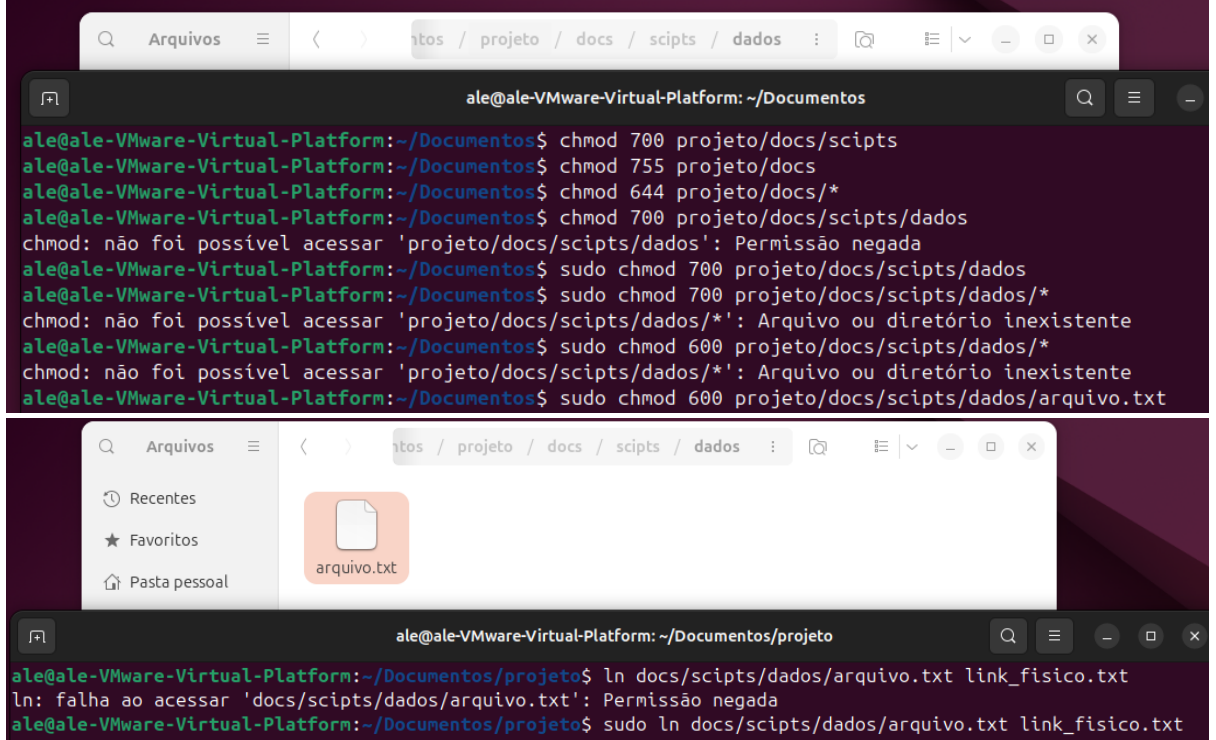 Arquivos
ntos / projeto / docs / scipts / dados
ale@ale-VMware-Virtual-Platform: ~/Documentos
ale@ale-VMware-Virtual-Platform:~/Documentos$ chmod 700 projeto/docs/scipts
ale@ale-VMware-Virtual-Platform:~/Documentos$ chmod 755 projeto/docs
ale@ale-VMware-Virtual-Platform:~/Documentos$ chmod 644 projeto/docs/*
ale@ale-VMware-Virtual-Platform:~/Documentos$ chmod 700 projeto/docs/scipts/dados
chmod: não foi possível acessar 'projeto/docs/scipts/dados': Permissão negada
ale@ale-VMware-Virtual-Platform:~/Documentos$ sudo chmod 700 projeto/docs/scipts/dados
ale@ale-VMware-Virtual-Platform:~/Documentos$ sudo chmod 700 projeto/docs/scipts/dados/*
chmod: não foi possível acessar 'projeto/docs/scipts/dados/*': Arquivo ou diretório inexistente
ale@ale-VMware-Virtual-Platform:~/Documentos$ sudo chmod 600 projeto/docs/scipts/dados/*
chmod: não foi possível acessar 'projeto/docs/scipts/dados/*': Arquivo ou diretório inexistente
ale@ale-VMware-Virtual-Platform:~/Documentos$ sudo chmod 600 projeto/docs/scipts/dados/arquivo.txt
Arquivos
ntos / projeto / docs / scipts / dados
Recentes
Favoritos
arquivo.txt
Pasta pessoal
ale@ale-VMware-Virtual-Platform: ~/Documentos/projeto
ale@ale-VMware-Virtual-Platform:~/Documentos/projeto$ ln docs/scipts/dados/arquivo.txt link_fisico.txt
ln: falha ao acessar 'docs/scipts/dados/arquivo.txt': Permissão negada
ale@ale-VMware-Virtual-Platform:~/Documentos/projeto$ sudo ln docs/scipts/dados/arquivo.txt link_fisico.txt